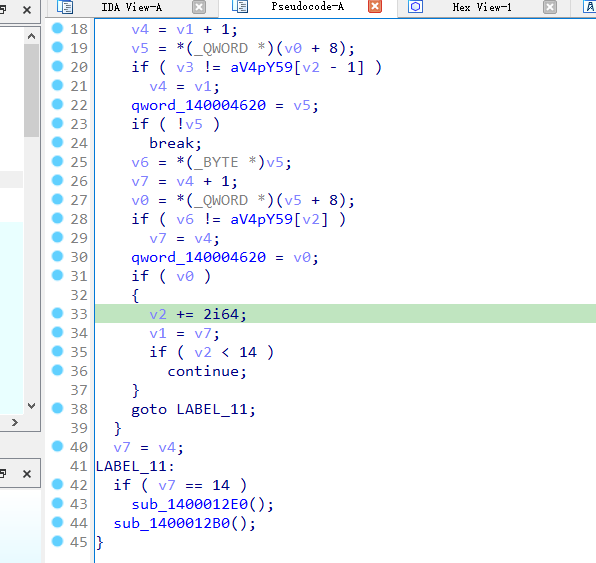 IDA View-A
Pseudocode-A
Hex View-1
A
18 v4 = v1 + 1;
19 v5 = *(_QWORD *)(v0 + 8);
20 if ( v3 != aV4pY59[v2 - 1] )
21 v4 = v1;
22 qword_140004620 = v5;
23 if ( !v5 )
24 break;
25 v6 = *(_BYTE *)v5;
26 v7 = v4 + 1;
27 v0 = *(_QWORD *)(v5 + 8);
28 if ( v6 != aV4pY59[v2] )
29 v7 = v4;
30 qword_140004620 = v0;
31 if ( v0 )
32 {
33 v2 += 2i64;
34 v1 = v7;
35 if ( v2 < 14 )
36 continue;
37 }
38 goto LABEL_11;
39 }
40 v7 = v4;
41 LABEL_11:
42 if ( v7 == 14 )
43 sub_1400012E0();
44 sub_1400012B0();
45 }